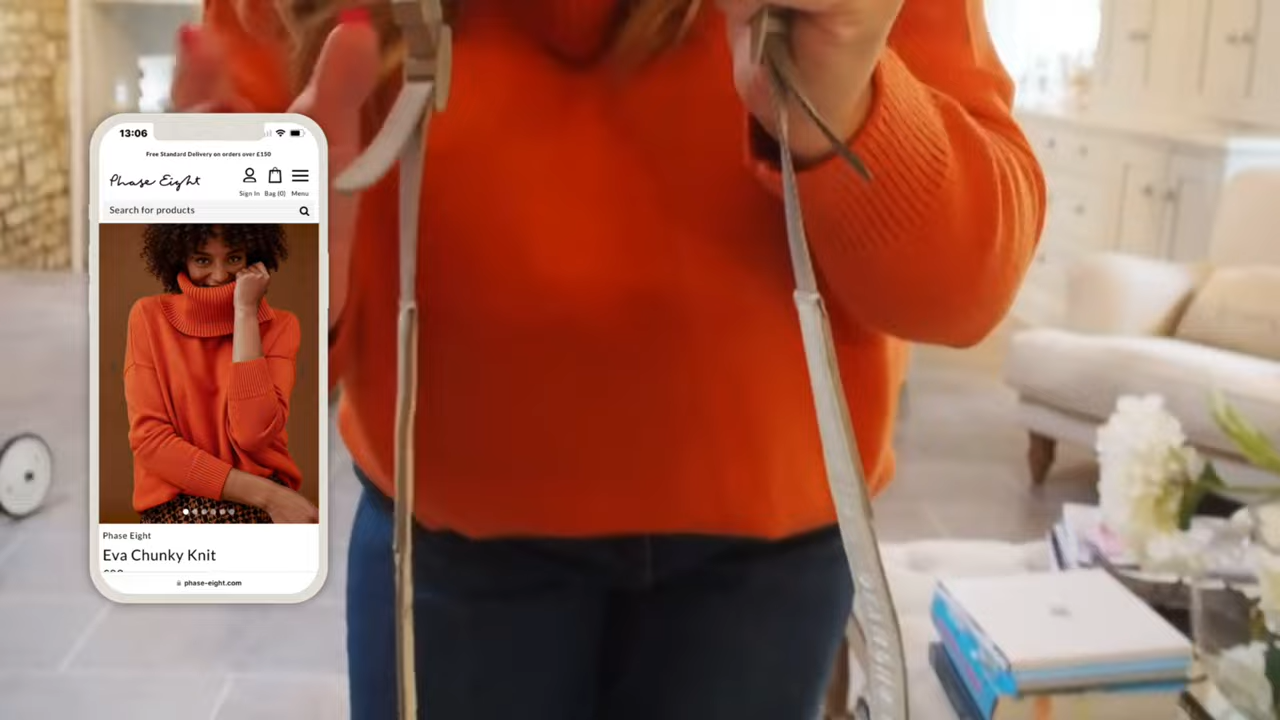 13:06
Free Standard Delivery on orders over £150
Phase Eight
Sign In Bag (0) Menu
Search for products
Phase Eight
Eva Chunky Knit
phase-eight.com